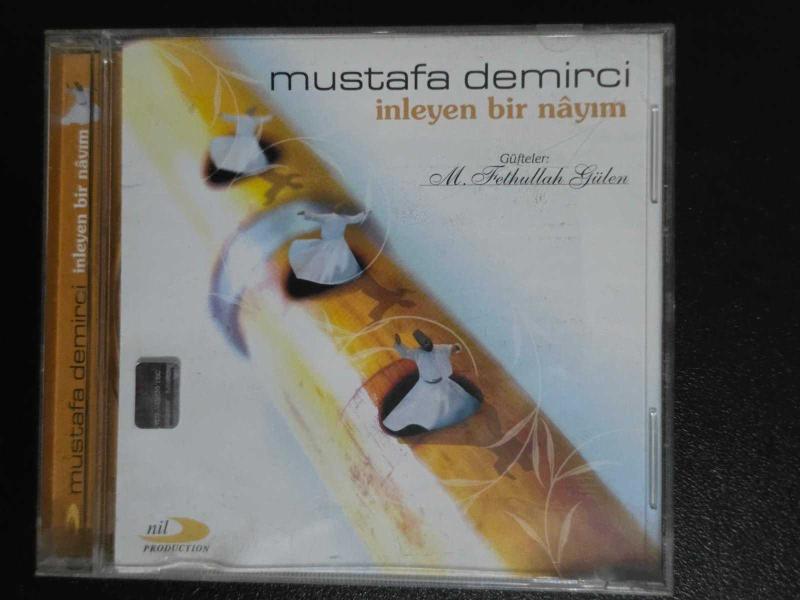 mustafa demirci
inleyen bir nâyım
Güfteler:
M. Fethullah Gülen
mustafa demirci inleyen bir nâyım
nil
PRODUCTION